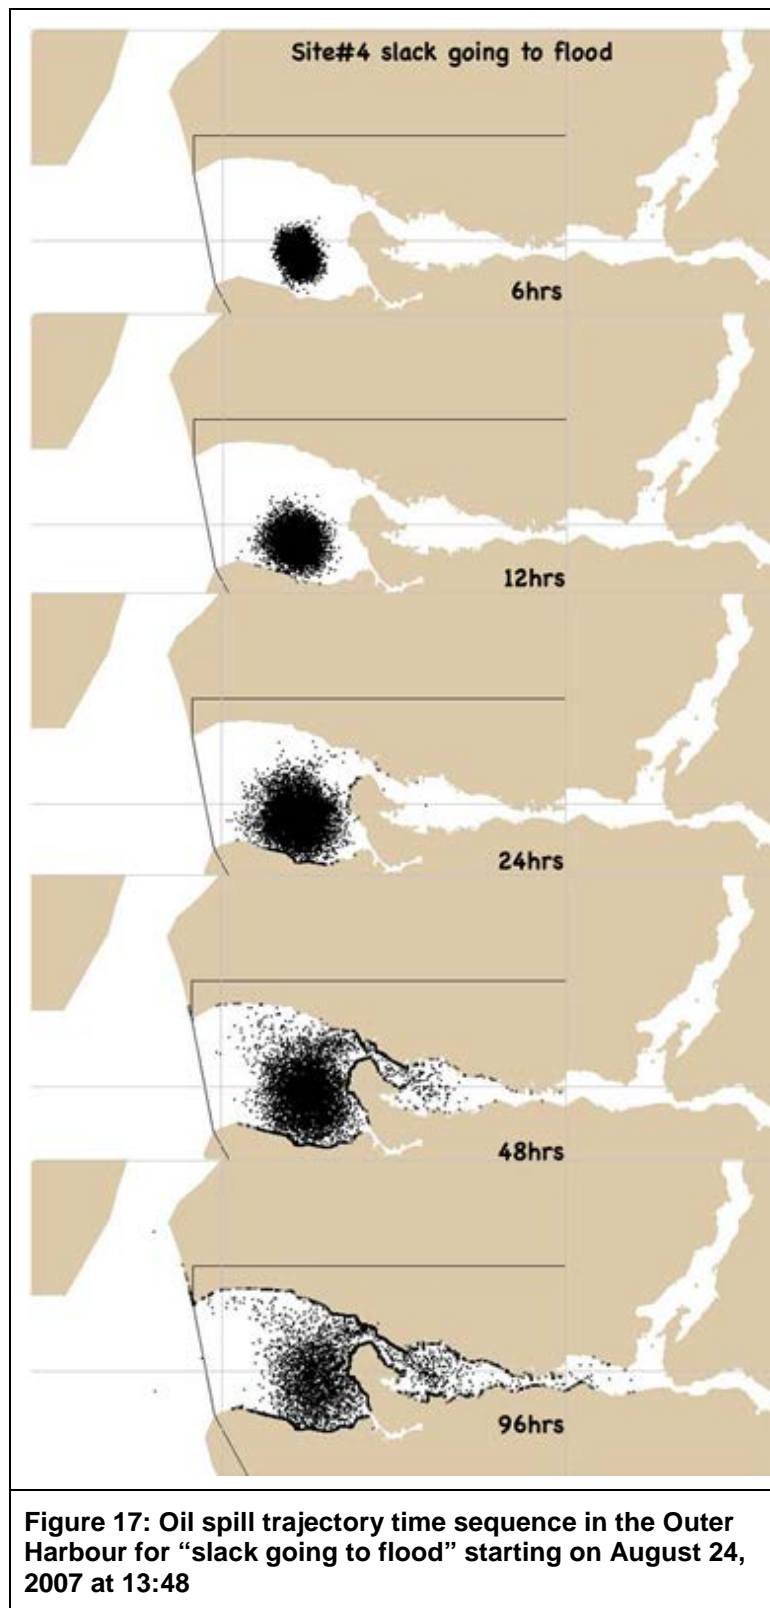 Site#4 slack going to flood
6hrs
12hrs
24hrs
48hrs
96hrs
Figure 17: Oil spill trajectory time sequence in the Outer
Harbour for “slack going to flood” starting on August 24,
2007 at 13:48